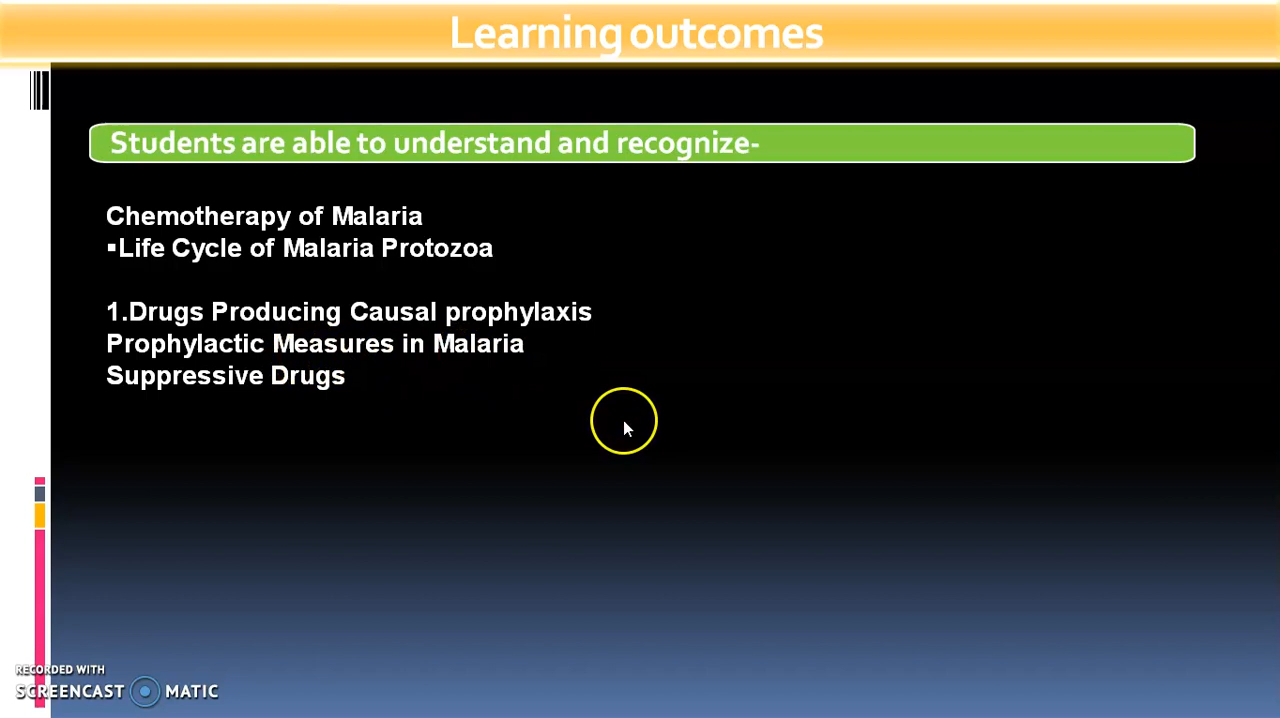 Learning outcomes
Students are able to understand and recognize-
Chemotherapy of Malaria
▪Life Cycle of Malaria Protozoa
1.Drugs Producing Causal prophylaxis
Prophylactic Measures in Malaria
Suppressive Drugs
RECORDED WITH
SCREENCAST MATIC